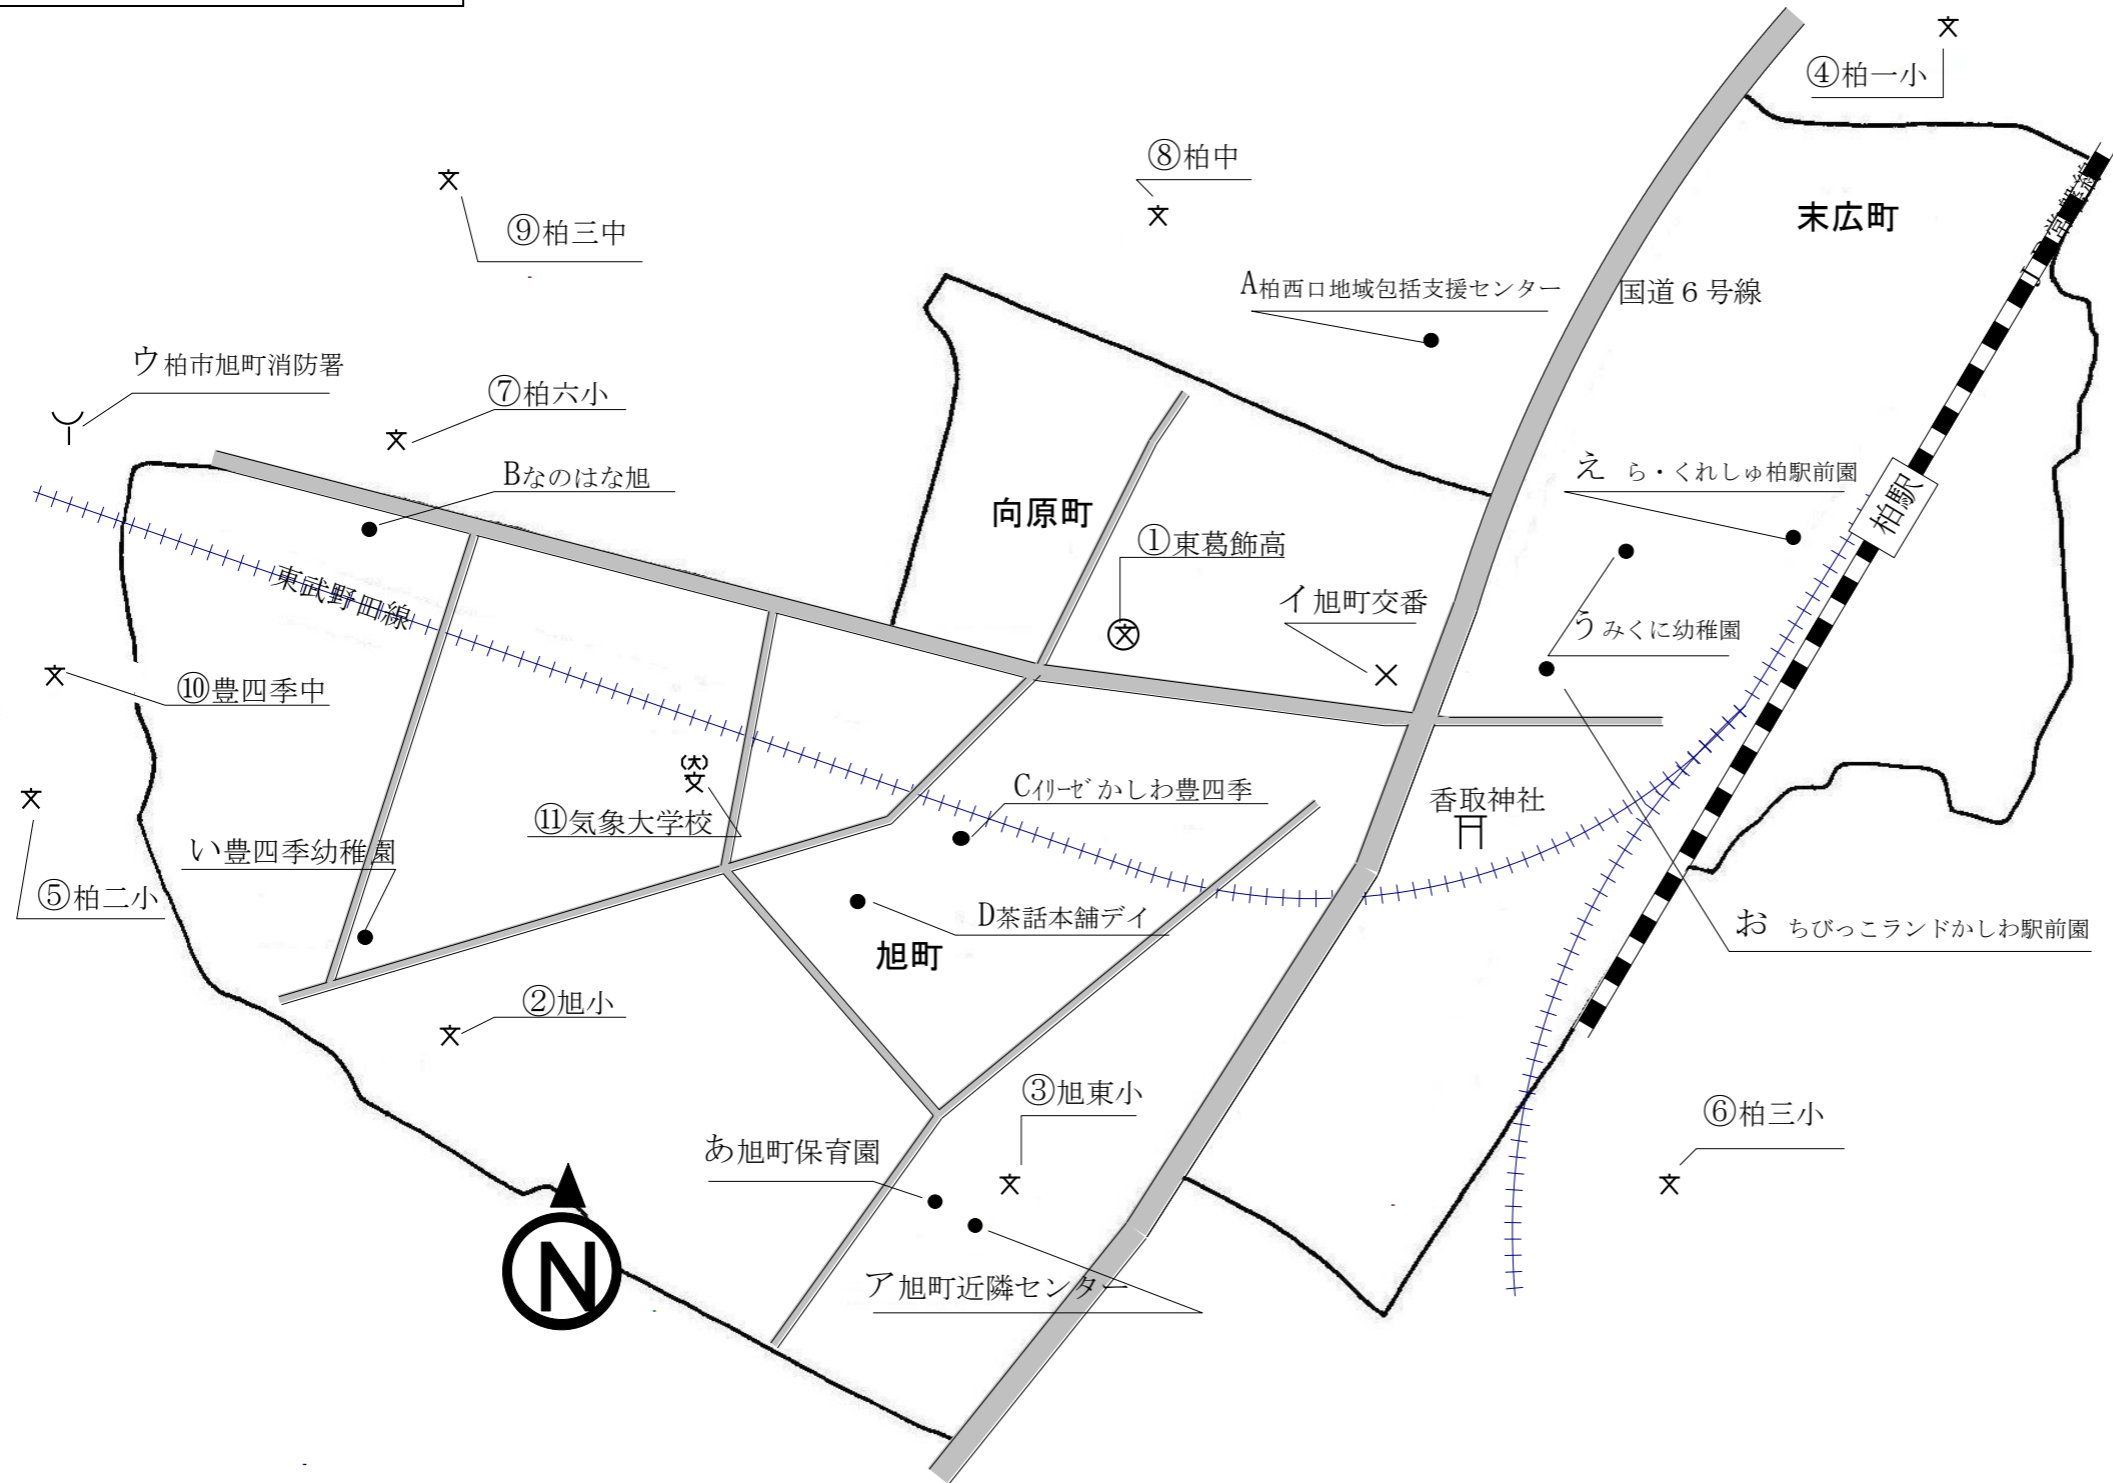 ④柏一小
⑧柏中
末広町
⑨柏三中
JR常磐線
A柏西口地域包括支援センター
国道6号線
ウ柏市旭町消防署
⑦柏六小
Bなのはな旭
え ら・くれしゅ柏駅前園
柏駅
向原町
①東葛飾高
東武野田線
イ旭町交番
うみくに幼稚園
⑩豊四季中
(大)
⑪気象大学校
Cイリーゼかしわ豊四季
香取神社
い豊四季幼稚園
⑤柏二小
D茶話本舗デイ
お ちびっこランドかしわ駅前園
旭町
②旭小
③旭東小
⑥柏三小
あ旭町保育園
N
ア旭町近隣センター